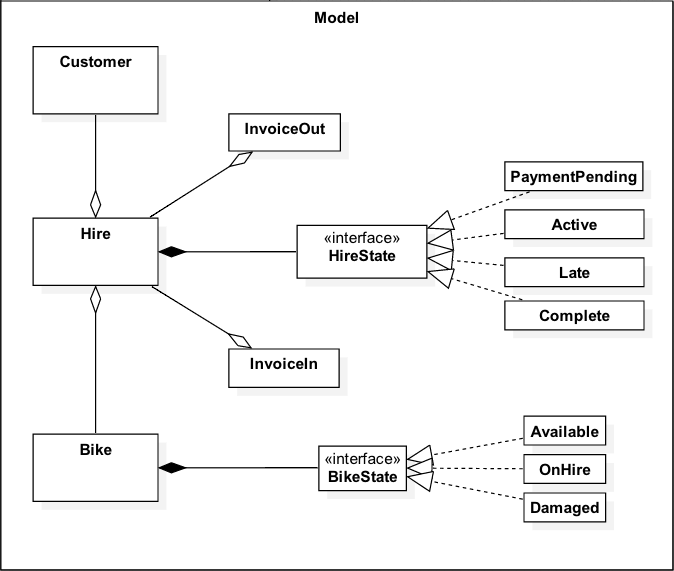 Model
Customer
InvoiceOut
PaymentPending
Hire
«interface»
HireState
Active
Late
Complete
InvoiceIn
Bike
«interface»
BikeState
Available
OnHire
Damaged